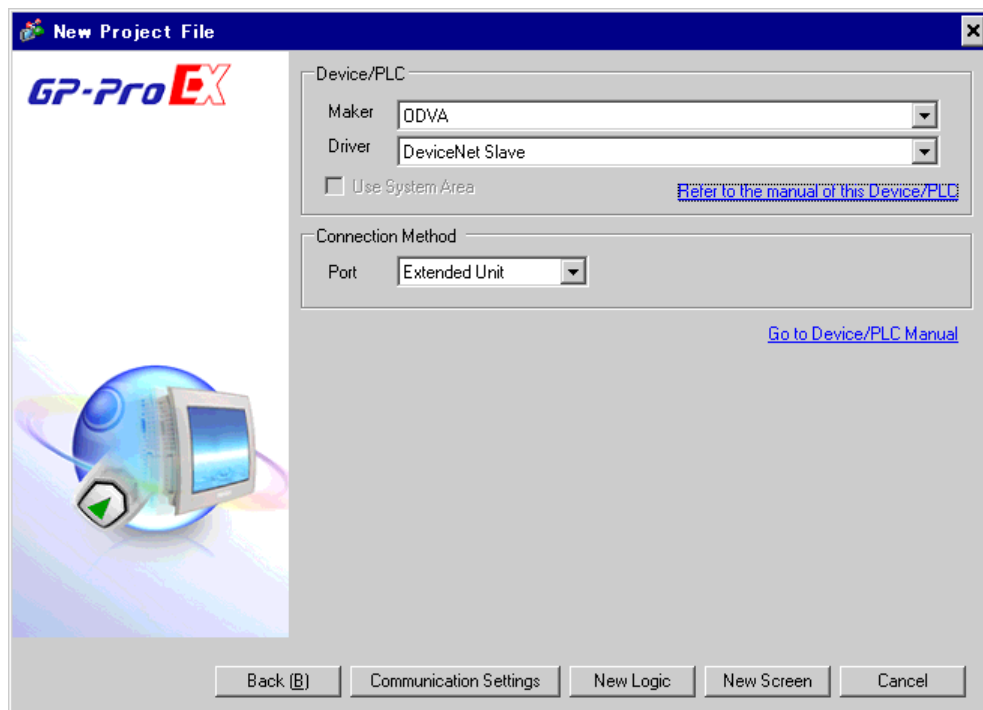 New Project File
GP-Pro EX
Device/PLC
Maker ODVA
Driver DeviceNet Slave
Use System Area Refer to the manual of this Device/PLC
Connection Method
Port Extended Unit
Go to Device/PLC Manual
Back (B) Communication Settings New Logic New Screen Cancel